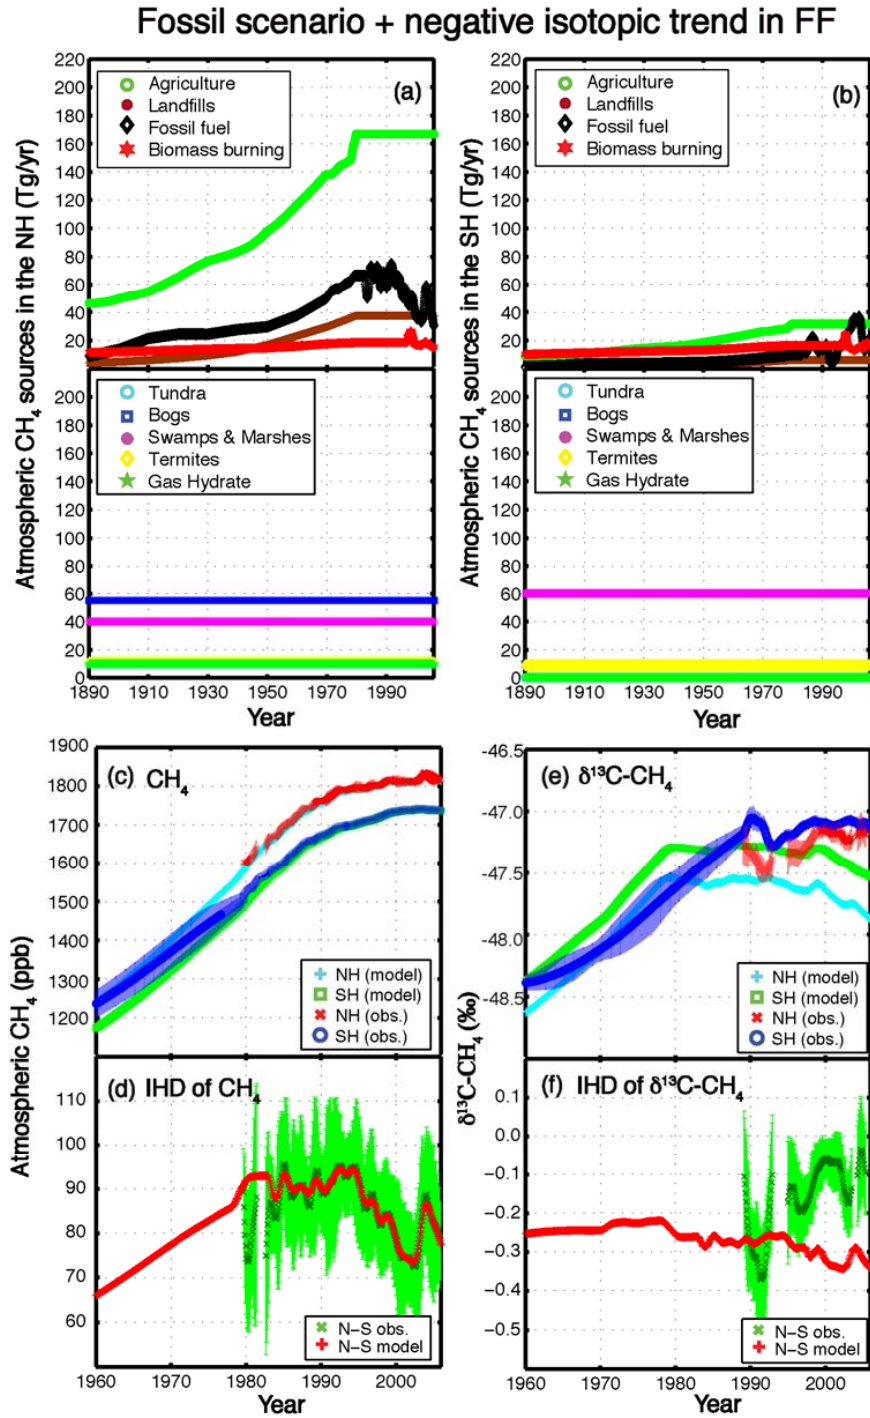 Fossil scenario + negative isotopic trend in FF
Atmospheric CH₄ sources in the NH (Tg/yr)
220
200
180
160
140
120
100
80
60
40
20
(a)
Agriculture
Landfills
Fossil fuel
Biomass burning
200
180
160
140
120
100
80
60
40
20
0
Tundra
Bogs
Swamps & Marshes
Termites
Gas Hydrate
1890 1910 1930 1950 1970 1990
Year
Atmospheric CH₄ sources in the SH (Tg/yr)
220
200
180
160
140
120
100
80
60
40
20
(b)
Agriculture
Landfills
Fossil fuel
Biomass burning
200
180
160
140
120
100
80
60
40
20
0
Tundra
Bogs
Swamps & Marshes
Termites
Gas Hydrate
1890 1910 1930 1950 1970 1990
Year
Atmospheric CH₄ (ppb)
1900
1800
1700
1600
1500
1400
1300
1200
(c) CH₄
NH (model)
SH (model)
NH (obs.)
SH (obs.)
110
100
90
80
70
60
(d) IHD of CH₄
N−S obs.
N−S model
1960 1970 1980 1990 2000
Year
δ¹³C-CH₄ (‰)
-46.5
-47.0
-47.5
-48.0
-48.5
(e) δ¹³C-CH₄
NH (model)
SH (model)
NH (obs.)
SH (obs.)
0.1
0.0
−0.1
−0.2
−0.3
−0.4
−0.5
(f) IHD of δ¹³C-CH₄
N−S obs.
N−S model
1960 1970 1980 1990 2000
Year